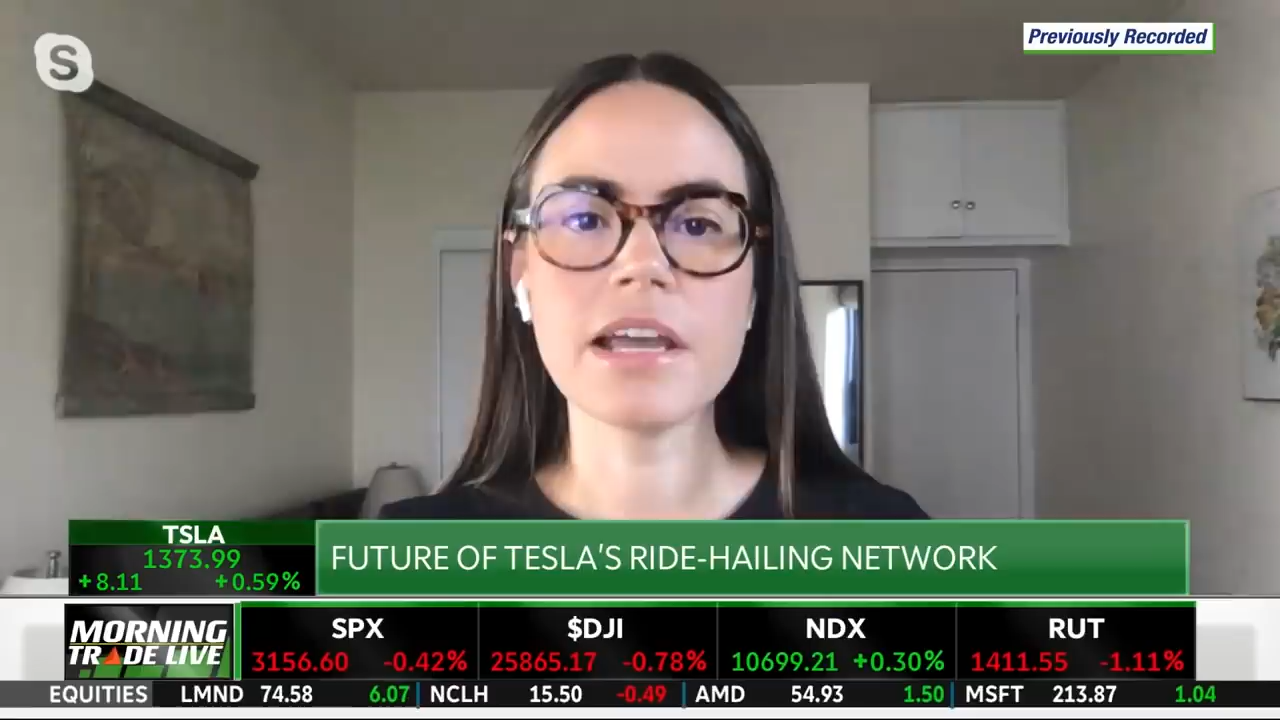 S
Previously Recorded
TSLA
1373.99
+8.11 +0.59%
FUTURE OF TESLA'S RIDE-HAILING NETWORK
MORNING
TRADE LIVE
SPX $DJI NDX RUT
3156.60 -0.42% 25865.17 -0.78% 10699.21 +0.30% 1411.55 -1.11%
EQUITIES LMND 74.58 6.07 NCLH 15.50 -0.49 AMD 54.93 1.50 MSFT 213.87 1.04